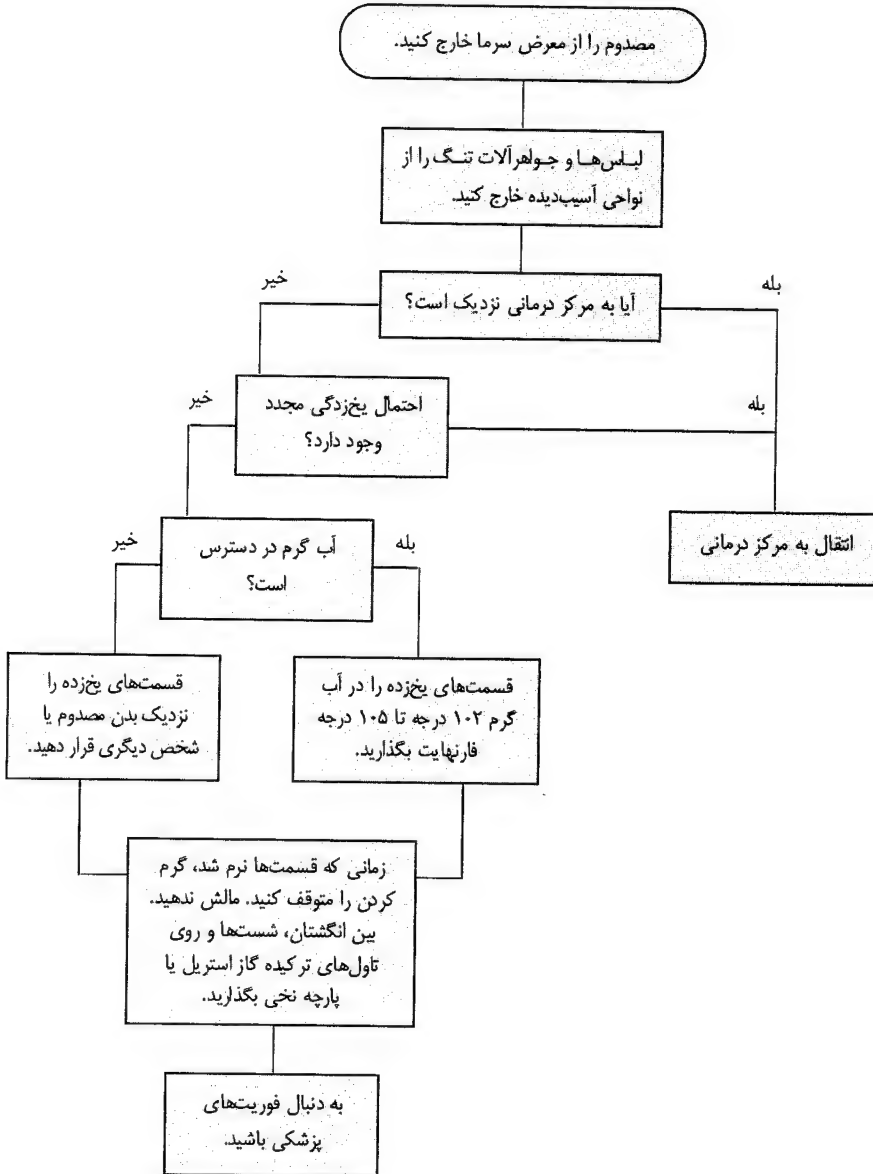 مصدوم را از معرض سرما خارج کنید.
لباس‌ها و جواهرآلات تنگ را از
نواحی آسیب‌دیده خارج کنید.
آیا به مرکز درمانی نزدیک است؟
بله
خیر
احتمال یخ‌زدگی مجدد
وجود دارد؟
بله
خیر
انتقال به مرکز درمانی
آب گرم در دسترس
است؟
بله
خیر
قسمت‌های یخ‌زده را در آب
گرم ۱۰۲ درجه تا ۱۰۵ درجه
فارنهایت بگذارید.
قسمت‌های یخ‌زده را
نزدیک بدن مصدوم یا
شخص دیگری قرار دهید.
زمانی که قسمت‌ها نرم شد، گرم
کردن را متوقف کنید. مالش ندهید.
بین انگشتان، شست‌ها و روی
تاول‌های ترکیده گاز استریل یا
پارچه نخی بگذارید.
به دنبال فوریت‌های
پزشکی باشید.